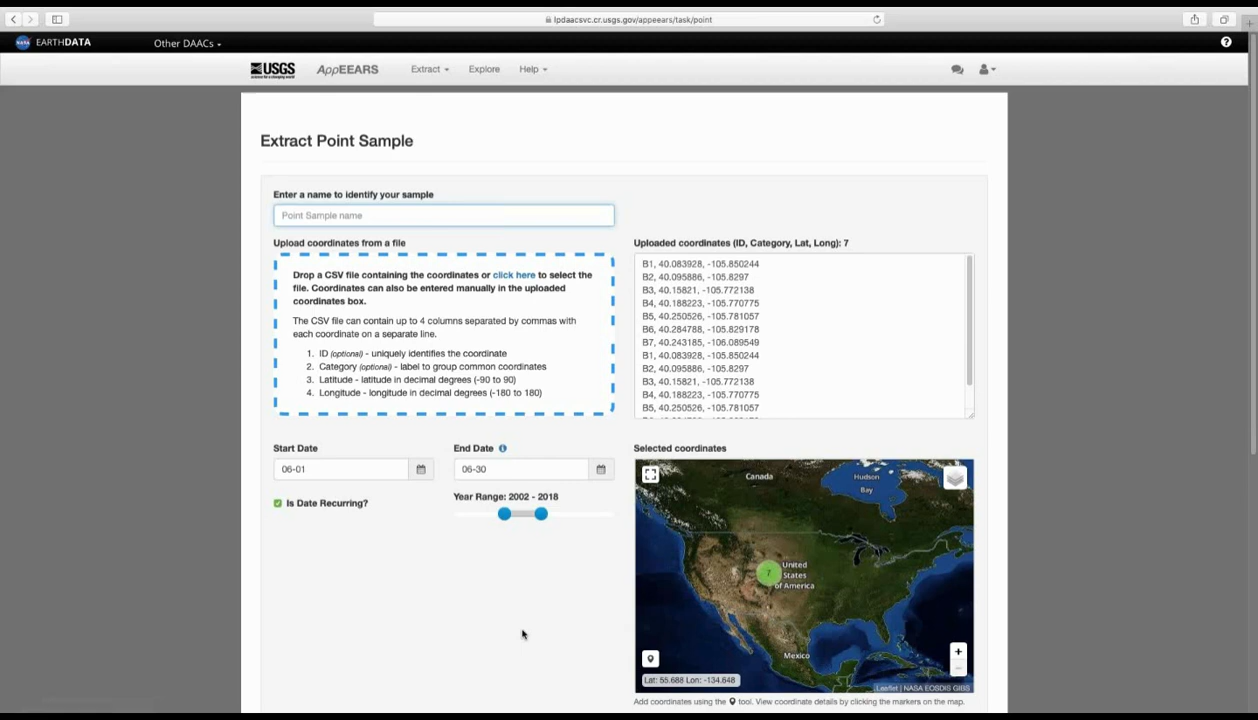 lpdaacsvc.cr.usgs.gov/appeears/task/point
NASA EARTHDATA Other DAACs
USGS AppEEARS Extract Explore Help
Extract Point Sample
Enter a name to identify your sample
Point Sample name
Upload coordinates from a file
Drop a CSV file containing the coordinates or click here to select the
file. Coordinates can also be entered manually in the uploaded
coordinates box.
The CSV file can contain up to 4 columns separated by commas with
each coordinate on a separate line.
1. ID (optional) - uniquely identifies the coordinate
2. Category (optional) - label to group common coordinates
3. Latitude - latitude in decimal degrees (-90 to 90)
4. Longitude - longitude in decimal degrees (-180 to 180)
Uploaded coordinates (ID, Category, Lat, Long): 7
B1, 40.083928, -105.850244
B2, 40.095886, -105.8297
B3, 40.15821, -105.772138
B4, 40.188223, -105.770775
B5, 40.250526, -105.781057
B6, 40.284788, -105.829178
B7, 40.243185, -106.089549
B1, 40.083928, -105.850244
B2, 40.095886, -105.8297
B3, 40.15821, -105.772138
B4, 40.188223, -105.770775
B5, 40.250526, -105.781057
Start Date
06-01
End Date
06-30
Is Date Recurring?
Year Range: 2002 - 2018
Selected coordinates
Canada
Hudson
Bay
7
United
States
of America
Mexico
+
Lat: 55.688 Lon: -134.648
Leaflet | NASA EOSDIS GIBS
Add coordinates using the tool. View coordinate details by clicking the markers on the map.